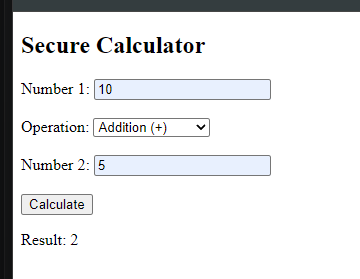 Secure Calculator
Number 1: 10
Operation: Addition (+)
Number 2: 5
Calculate
Result: 2